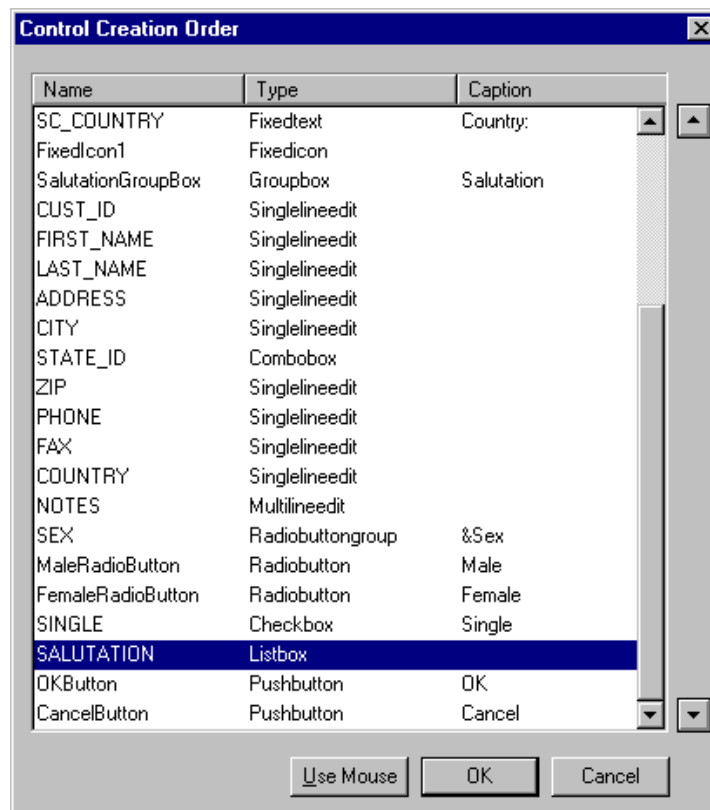 Control Creation Order
Name Type Caption
SC_COUNTRY Fixedtext Country:
FixedIcon1 Fixedicon
SalutationGroupBox Groupbox Salutation
CUST_ID Singlelineedit
FIRST_NAME Singlelineedit
LAST_NAME Singlelineedit
ADDRESS Singlelineedit
CITY Singlelineedit
STATE_ID Combobox
ZIP Singlelineedit
PHONE Singlelineedit
FAX Singlelineedit
COUNTRY Singlelineedit
NOTES Multilineedit
SEX Radiobuttongroup &Sex
MaleRadioButton Radiobutton Male
FemaleRadioButton Radiobutton Female
SINGLE Checkbox Single
SALUTATION Listbox
OKButton Pushbutton OK
CancelButton Pushbutton Cancel
Use Mouse OK Cancel